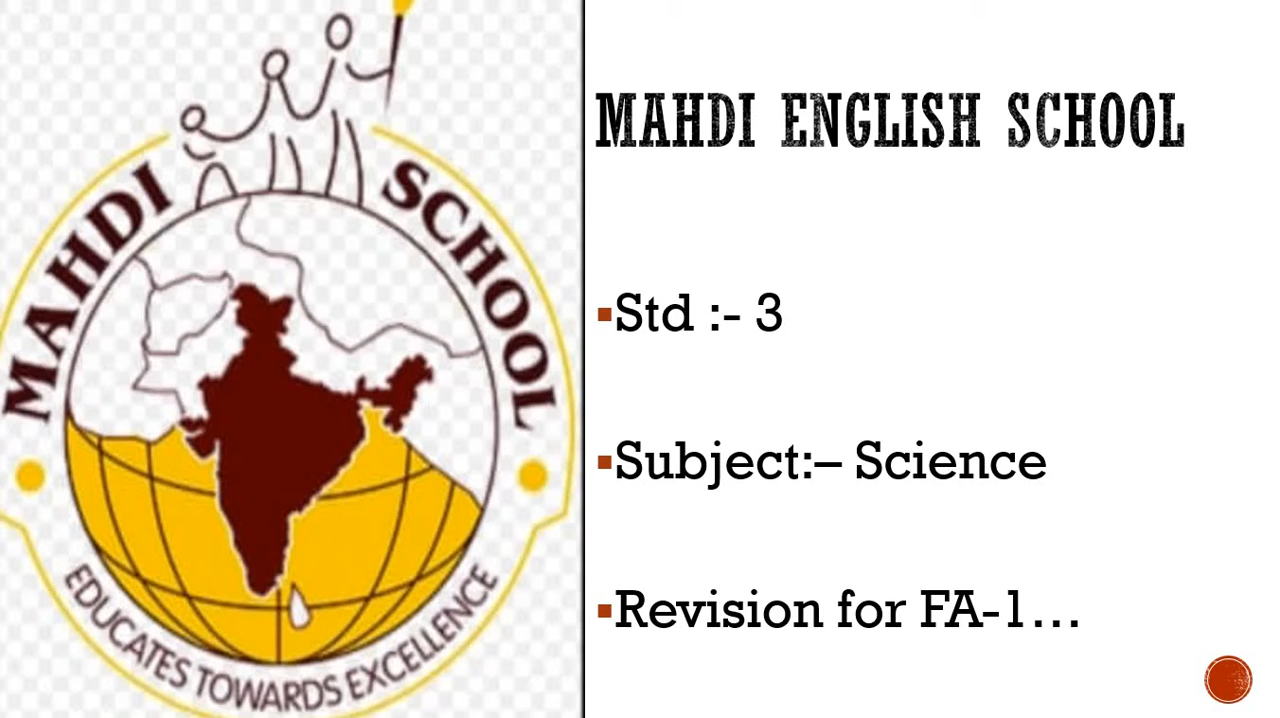 MAHDI SCHOOL
EDUCATES TOWARDS EXCELLENCE
MAHDI ENGLISH SCHOOL
▪Std :- 3
▪Subject:– Science
▪Revision for FA-1…